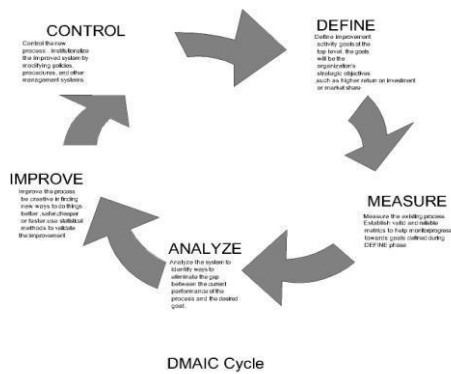 CONTROL
Control the new
process , institutionalize
the improved system by
modifying policies,
procedures, and other
management systems.
DEFINE
Define improvement
activity goals at the
top level, the goals
will be the
organization's
strategic objectives
,such as higher return on investment
or market share
MEASURE
Measure the existing process.
Establish valid and reliable
metrics to help monitor progress
towards goals defined during
DEFINE phase
ANALYZE
Analyze the system to
identify ways to
eliminate the gap
between the current
performance of the
process and the desired
goal.
IMPROVE
Improve the process
be creative in finding
new ways to do things
better ,safer,cheaper
or faster.use statistical
methods to validate
the improvement
DMAIC Cycle